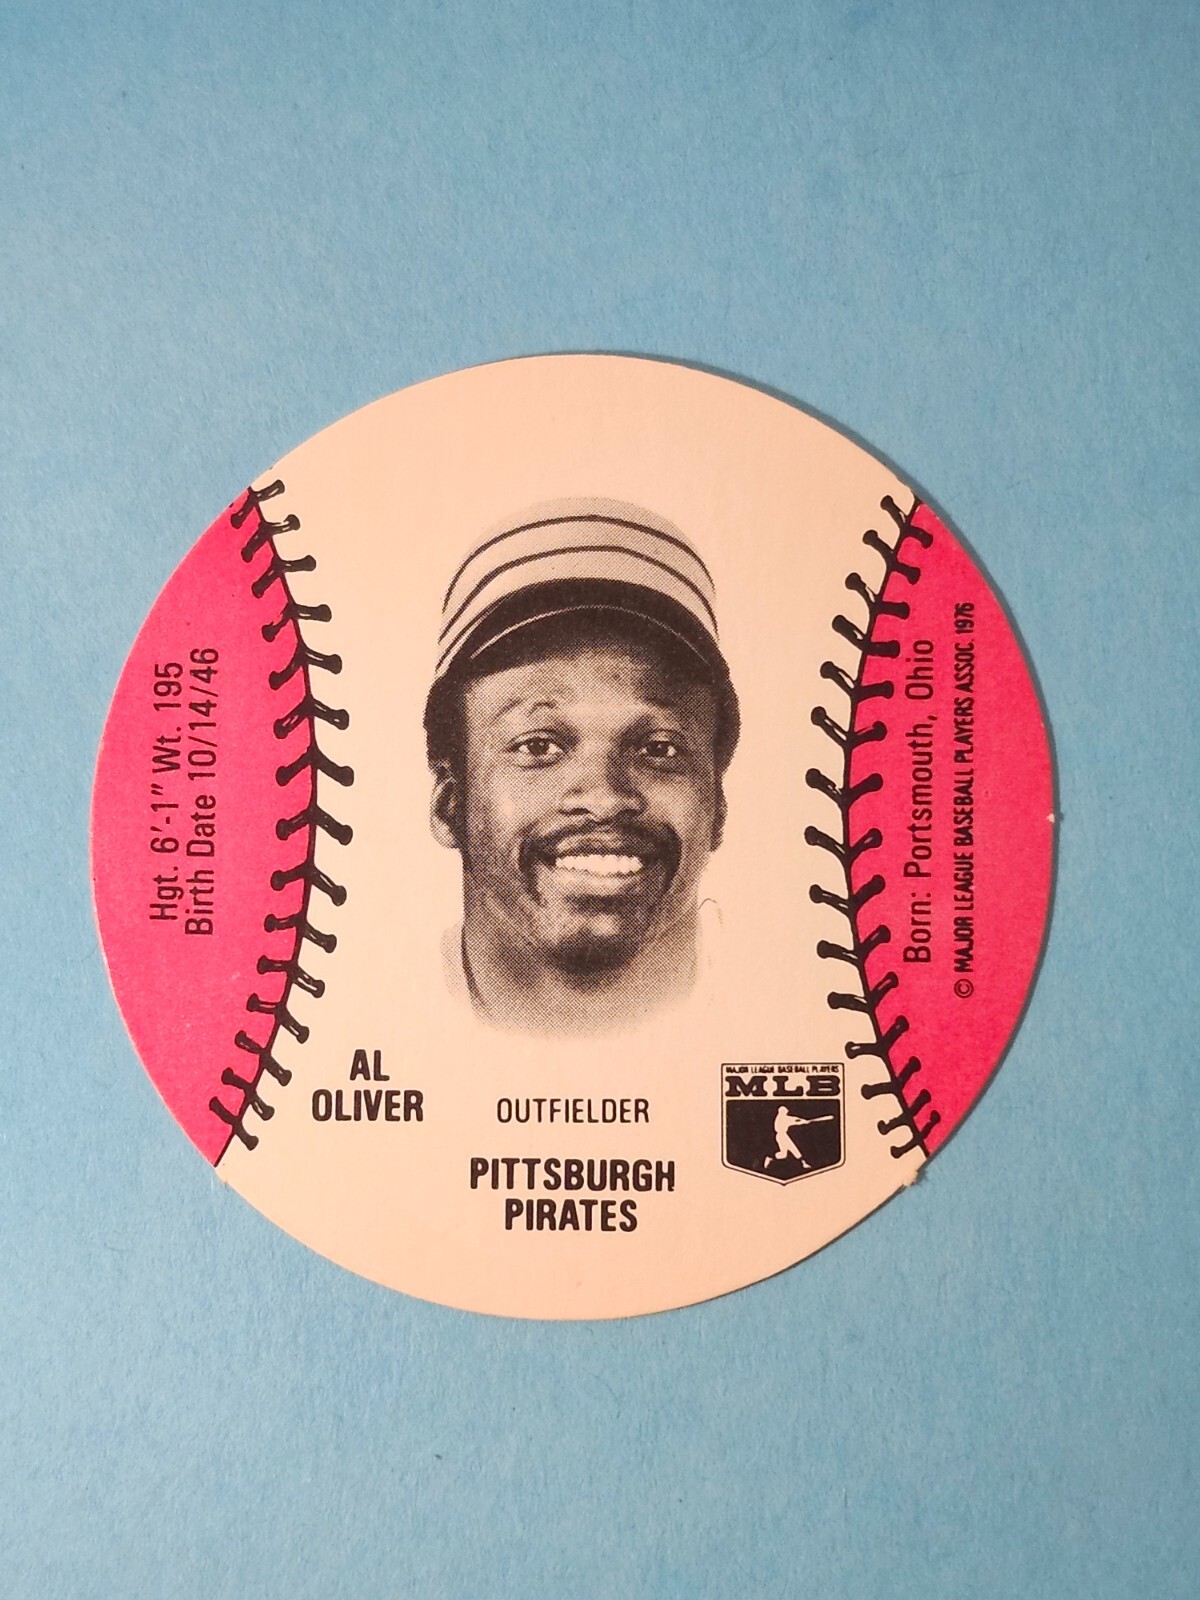 Hgt. 6'-1" Wt. 195
Birth Date 10/14/46
Born: Portsmouth, Ohio
© MAJOR LEAGUE BASEBALL PLAYERS ASSOC. 1976
AL
OLIVER
OUTFIELDER
PITTSBURGH
PIRATES
MAJOR LEAGUE BASEBALL PLAYERS
MLB